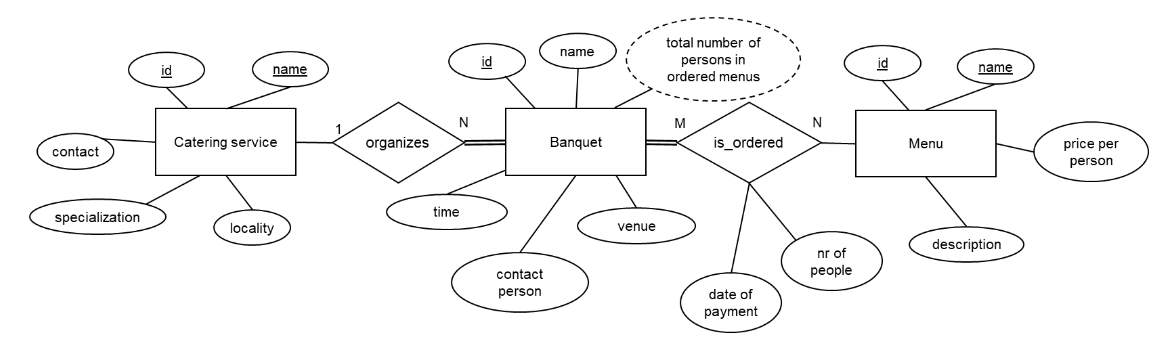 id
name
Catering service
contact
specialization
locality
1
organizes
N
id
name
total number of
persons in
ordered menus
Banquet
time
contact
person
venue
M
is_ordered
N
date of
payment
nr of
people
id
name
Menu
price per
person
description